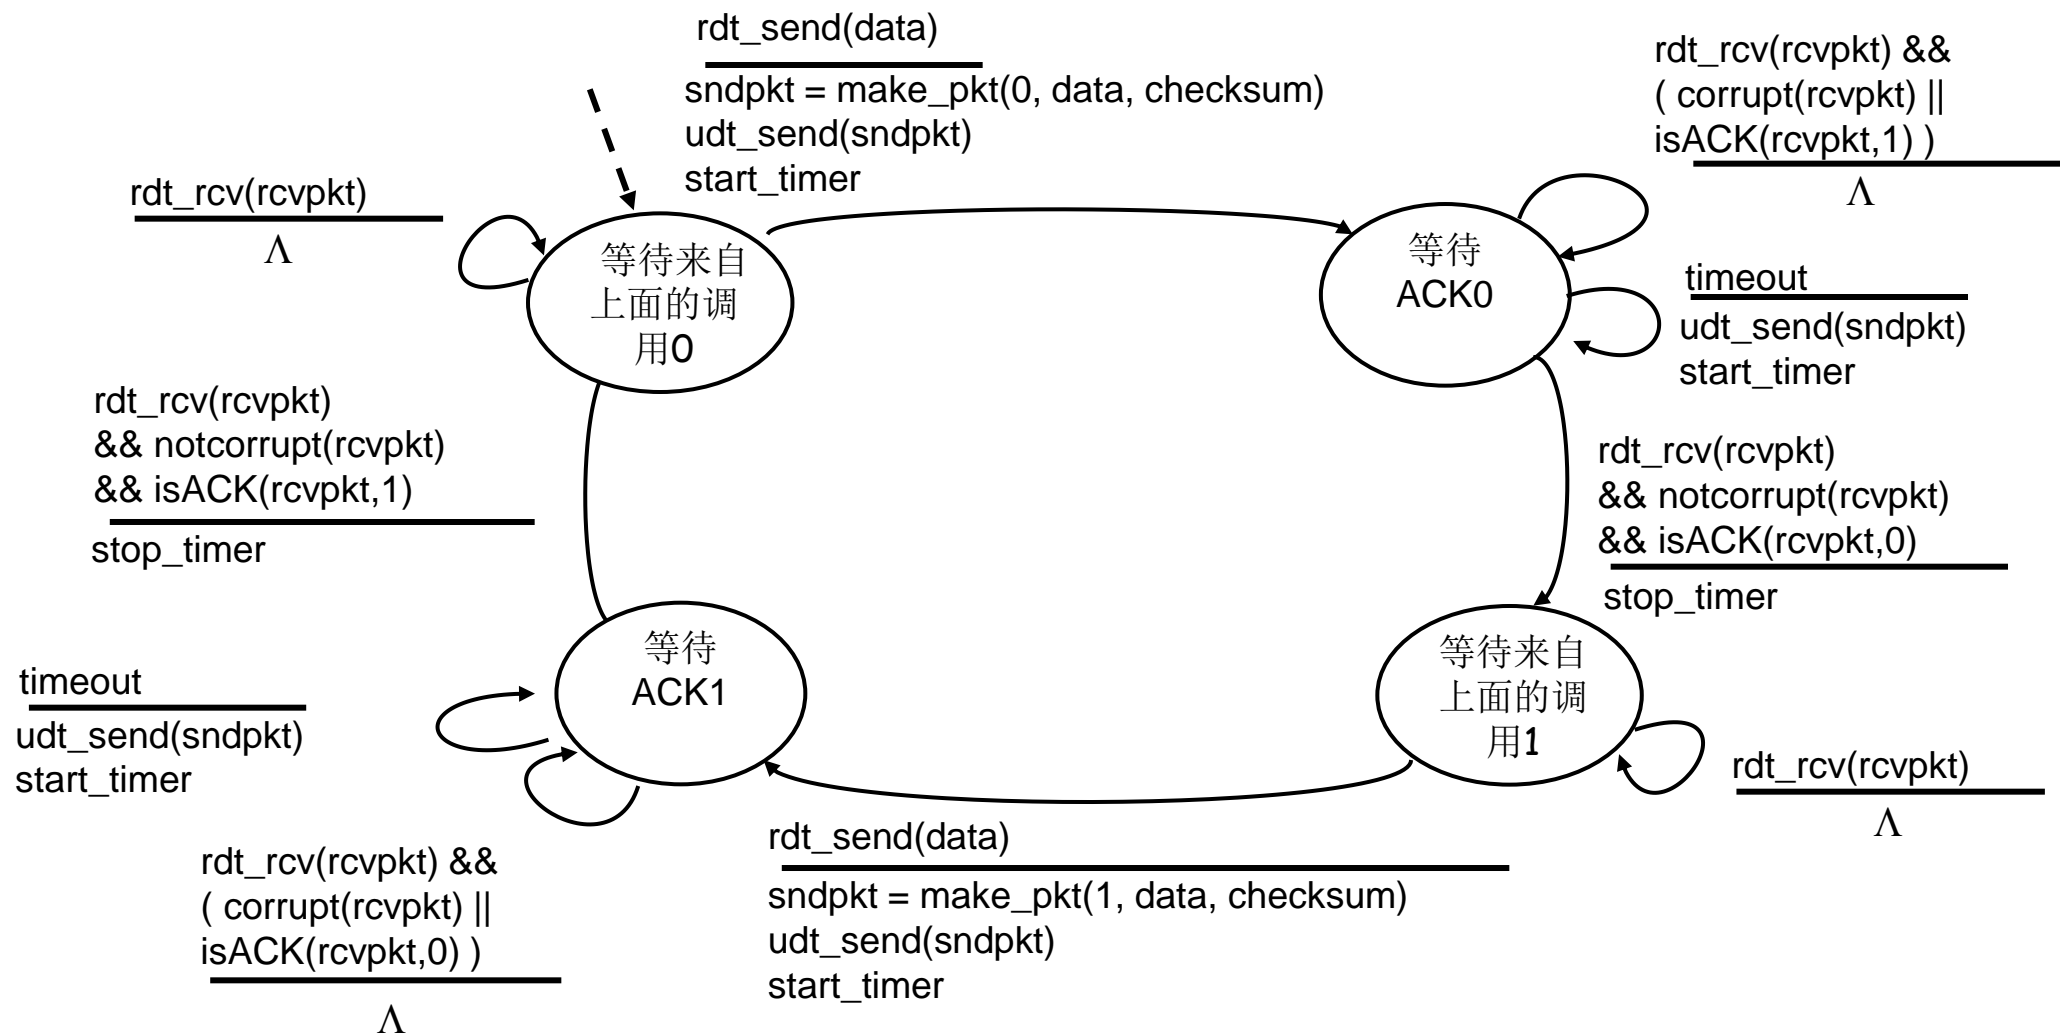 rdt_send(data)
sndpkt = make_pkt(0, data, checksum)
udt_send(sndpkt)
start_timer
rdt_rcv(rcvpkt) &&
( corrupt(rcvpkt) ||
isACK(rcvpkt,1) )
Λ
rdt_rcv(rcvpkt)
Λ
等待来自
上面的调
用0
等待
ACK0
timeout
udt_send(sndpkt)
start_timer
rdt_rcv(rcvpkt)
&& notcorrupt(rcvpkt)
&& isACK(rcvpkt,1)
stop_timer
rdt_rcv(rcvpkt)
&& notcorrupt(rcvpkt)
&& isACK(rcvpkt,0)
stop_timer
等待
ACK1
等待来自
上面的调
用1
timeout
udt_send(sndpkt)
start_timer
rdt_rcv(rcvpkt)
Λ
rdt_rcv(rcvpkt) &&
( corrupt(rcvpkt) ||
isACK(rcvpkt,0) )
Λ
rdt_send(data)
sndpkt = make_pkt(1, data, checksum)
udt_send(sndpkt)
start_timer